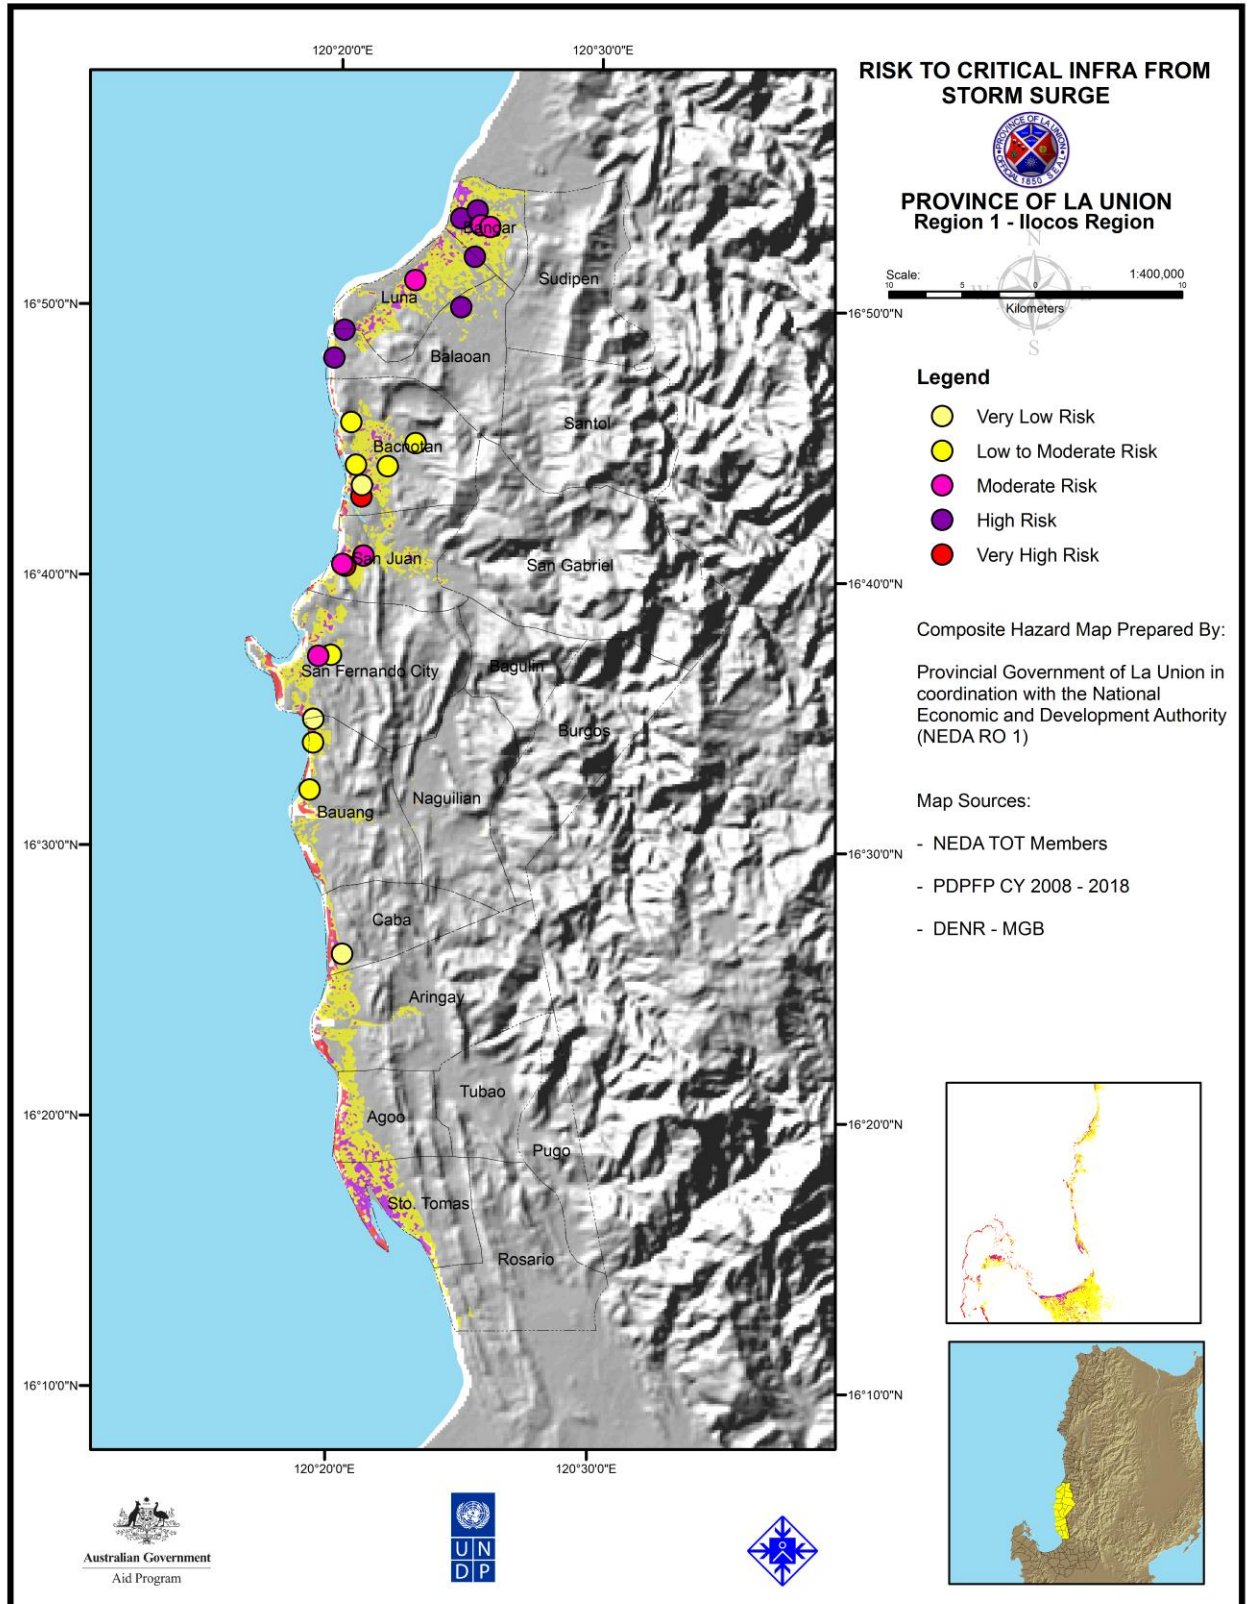 120°20'0"E
120°30'0"E
RISK TO CRITICAL INFRA FROM
STORM SURGE
PROVINCE OF LA UNION
OFFICIAL 1850 SEAL
PROVINCE OF LA UNION
Region 1 - Ilocos Region
N
W
E
S
Scale:
1:400,000
10
5
0
10
Kilometers
Legend
Very Low Risk
Low to Moderate Risk
Moderate Risk
High Risk
Very High Risk
Composite Hazard Map Prepared By:
Provincial Government of La Union in
coordination with the National
Economic and Development Authority
(NEDA RO 1)
Map Sources:
- NEDA TOT Members
- PDPFP CY 2008 - 2018
- DENR - MGB
Bangar
Sudipen
Luna
16°50'0"N
16°50'0"N
Balaoan
Santol
Bacnotan
San Juan
San Gabriel
16°40'0"N
16°40'0"N
San Fernando City
Bagulin
Burgos
Naguilian
Bauang
16°30'0"N
16°30'0"N
Caba
Aringay
Tubao
Agoo
16°20'0"N
16°20'0"N
Pugo
Sto. Tomas
Rosario
16°10'0"N
16°10'0"N
120°20'0"E
120°30'0"E
Australian Government
Aid Program
U N
D P